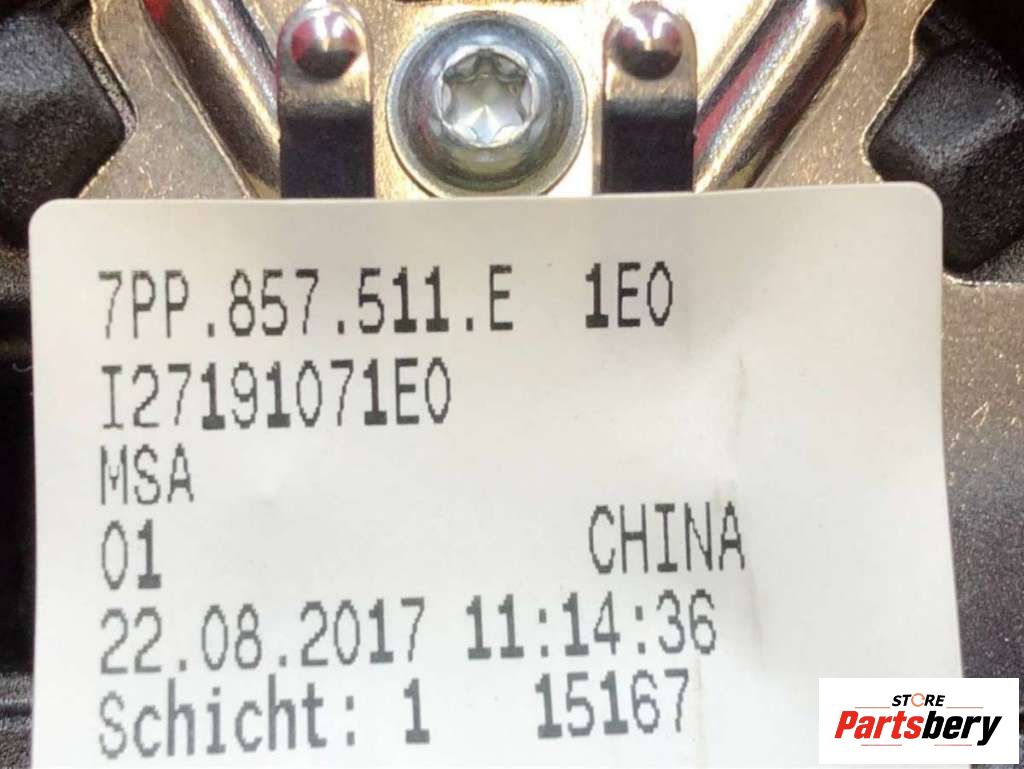 7PP.857.511.E 1E0
I27191071E0
MSA
01 CHINA
22.08.2017 11:14:36
Schicht: 1 15167
STORE
Partsbery